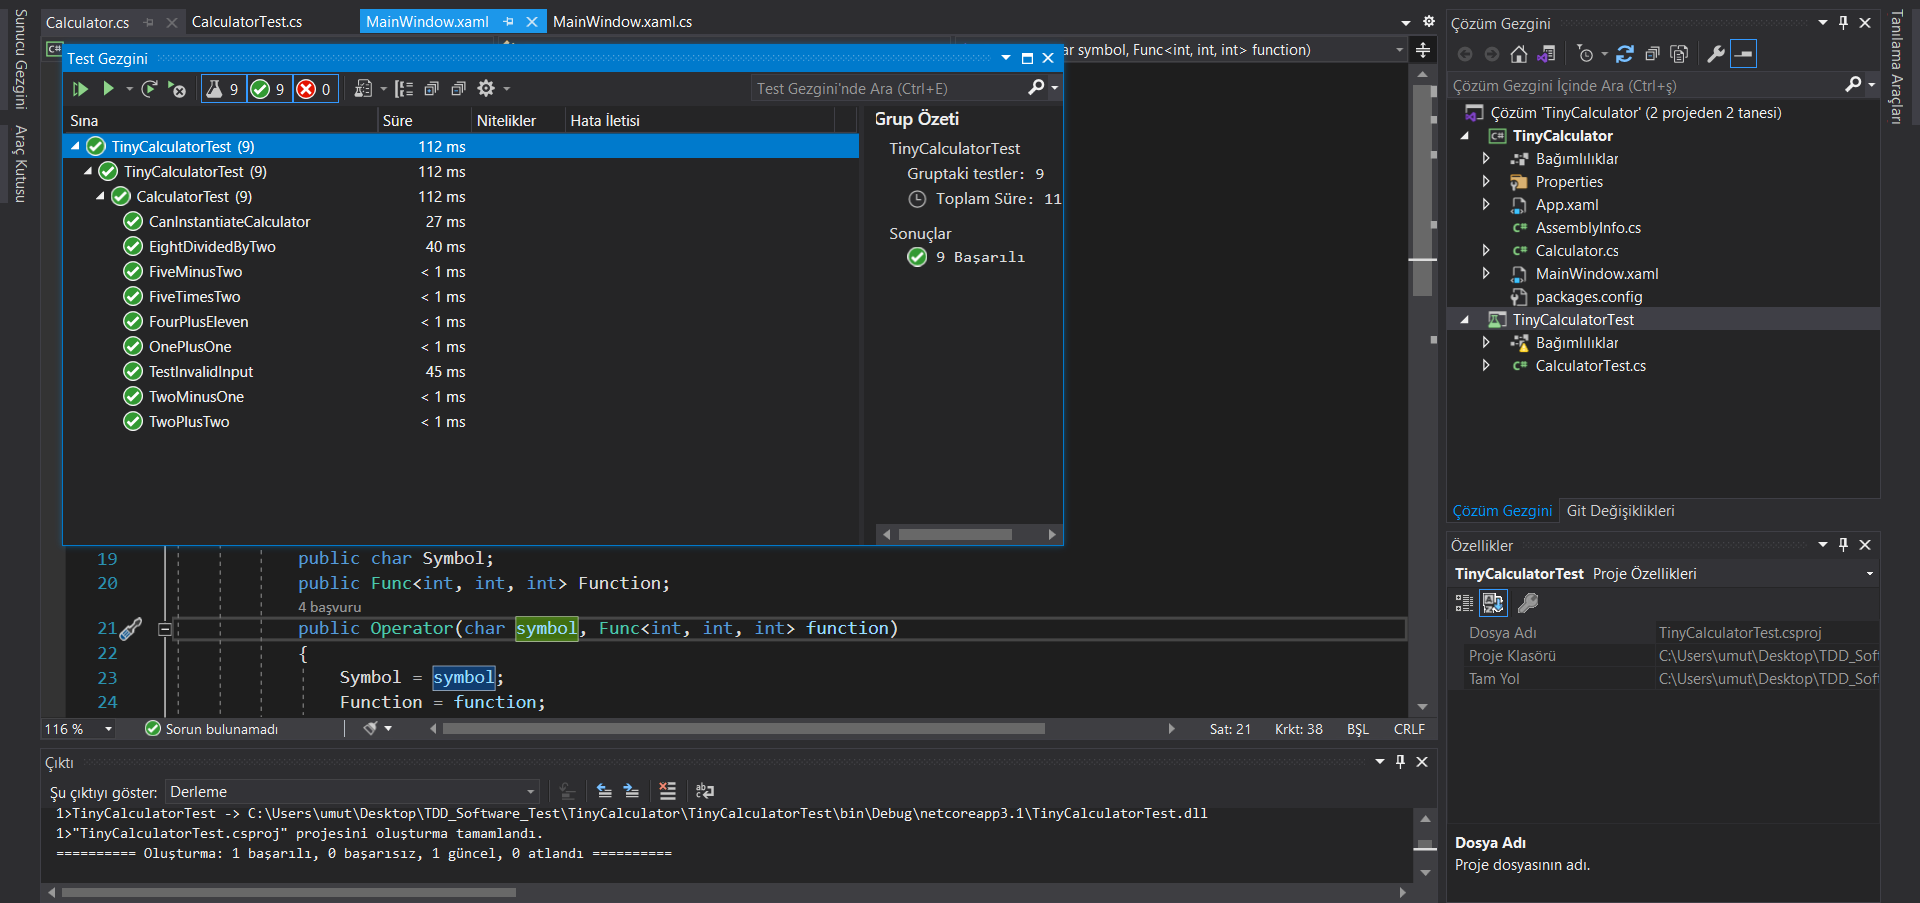 Sunucu Gezgini
Araç Kutusu
Calculator.cs
CalculatorTest.cs
MainWindow.xaml
MainWindow.xaml.cs
ar symbol, Func<int, int, int> function)
Test Gezgini
9
9
0
Test Gezgini'nde Ara (Ctrl+E)
Sına
Süre
Nitelikler
Hata İletisi
TinyCalculatorTest (9) 112 ms
TinyCalculatorTest (9) 112 ms
CalculatorTest (9) 112 ms
CanInstantiateCalculator 27 ms
EightDividedByTwo 40 ms
FiveMinusTwo < 1 ms
FiveTimesTwo < 1 ms
FourPlusEleven < 1 ms
OnePlusOne < 1 ms
TestInvalidInput 45 ms
TwoMinusOne < 1 ms
TwoPlusTwo < 1 ms
Grup Özeti
TinyCalculatorTest
Gruptaki testler: 9
Toplam Süre: 11
Sonuçlar
9 Başarılı
19 public char Symbol;
20 public Func<int, int, int> Function;
4 başvuru
21 public Operator(char symbol, Func<int, int, int> function)
22 {
23 Symbol = symbol;
24 Function = function;
116 %
Sorun bulunamadı
Sat: 21
Krkt: 38
BŞL
CRLF
Çıktı
Şu çıktıyı göster: Derleme
1>TinyCalculatorTest -> C:\Users\umut\Desktop\TDD_Software_Test\TinyCalculator\TinyCalculatorTest\bin\Debug\netcoreapp3.1\TinyCalculatorTest.dll
1>"TinyCalculatorTest.csproj" projesini oluşturma tamamlandı.
========== Oluşturma: 1 başarılı, 0 başarısız, 1 güncel, 0 atlandı ==========
Çözüm Gezgini
Çözüm Gezgini İçinde Ara (Ctrl+ş)
Çözüm 'TinyCalculator' (2 projeden 2 tanesi)
TinyCalculator
Bağımlılıklar
Properties
App.xaml
AssemblyInfo.cs
Calculator.cs
MainWindow.xaml
packages.config
TinyCalculatorTest
Bağımlılıklar
CalculatorTest.cs
Çözüm Gezgini
Git Değişiklikleri
Özellikler
TinyCalculatorTest Proje Özellikleri
Dosya Adı TinyCalculatorTest.csproj
Proje Klasörü C:\Users\umut\Desktop\TDD_Soft
Tam Yol C:\Users\umut\Desktop\TDD_Soft
Dosya Adı
Proje dosyasının adı.
Tanılama Araçları